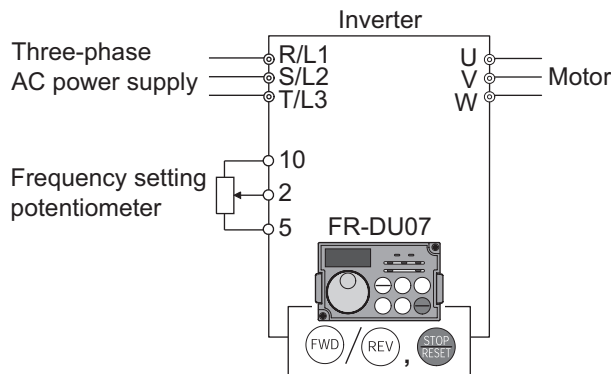 Inverter
Three-phase
AC power supply
R/L1
S/L2
T/L3
U
V
W
Motor
Frequency setting
potentiometer
10
2
5
FR-DU07
FWD / REV , STOP
RESET